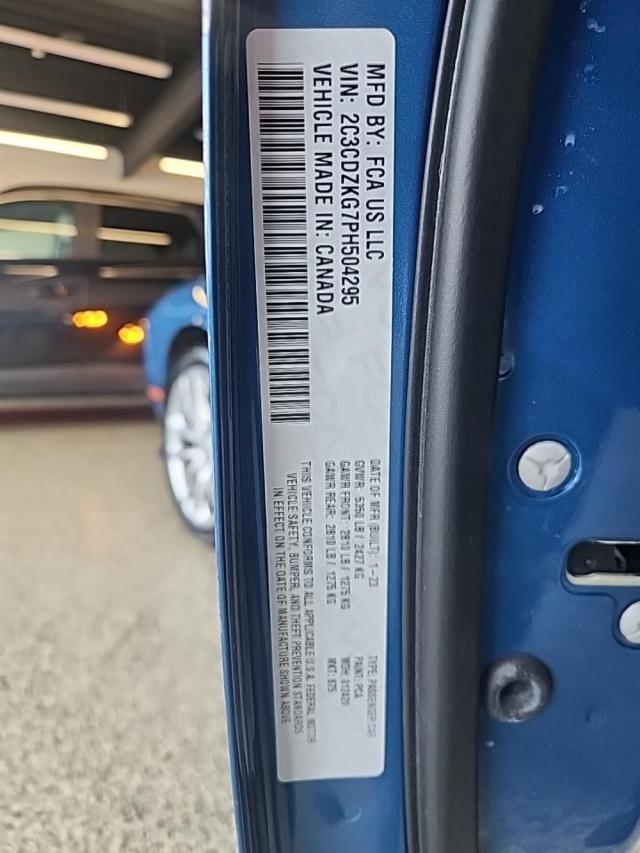 MFD BY: FCA US LLC
VIN: 2C3CDZKG7PH504295
VEHICLE MADE IN: CANADA
DATE OF MFR (BUILT): 1-23
GVWR: 5350 LB / 2427 KG
GAWR FRONT: 2810 LB / 1275 KG
GAWR REAR: 2810 LB / 1275 KG
THIS VEHICLE CONFORMS TO ALL APPLICABLE U.S.A. FEDERAL MOTOR
VEHICLE SAFETY, BUMPER, AND THEFT PREVENTION STANDARDS
IN EFFECT ON THE DATE OF MANUFACTURE SHOWN ABOVE
TYPE: PASSENGER CAR
PAINT: PCA
MDH: 012420